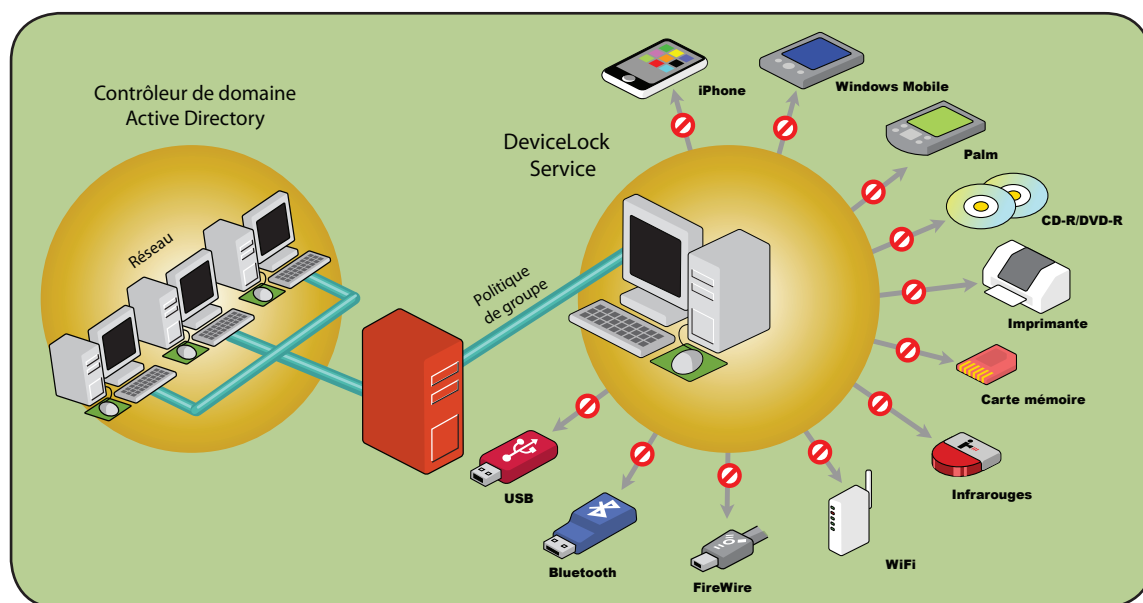 Contrôleur de domaine
Active Directory
Réseau
Politique
de groupe
DeviceLock
Service
iPhone
Windows Mobile
Palm
CD-R/DVD-R
Imprimante
Carte mémoire
Infrarouges
WiFi
FireWire
Bluetooth
USB